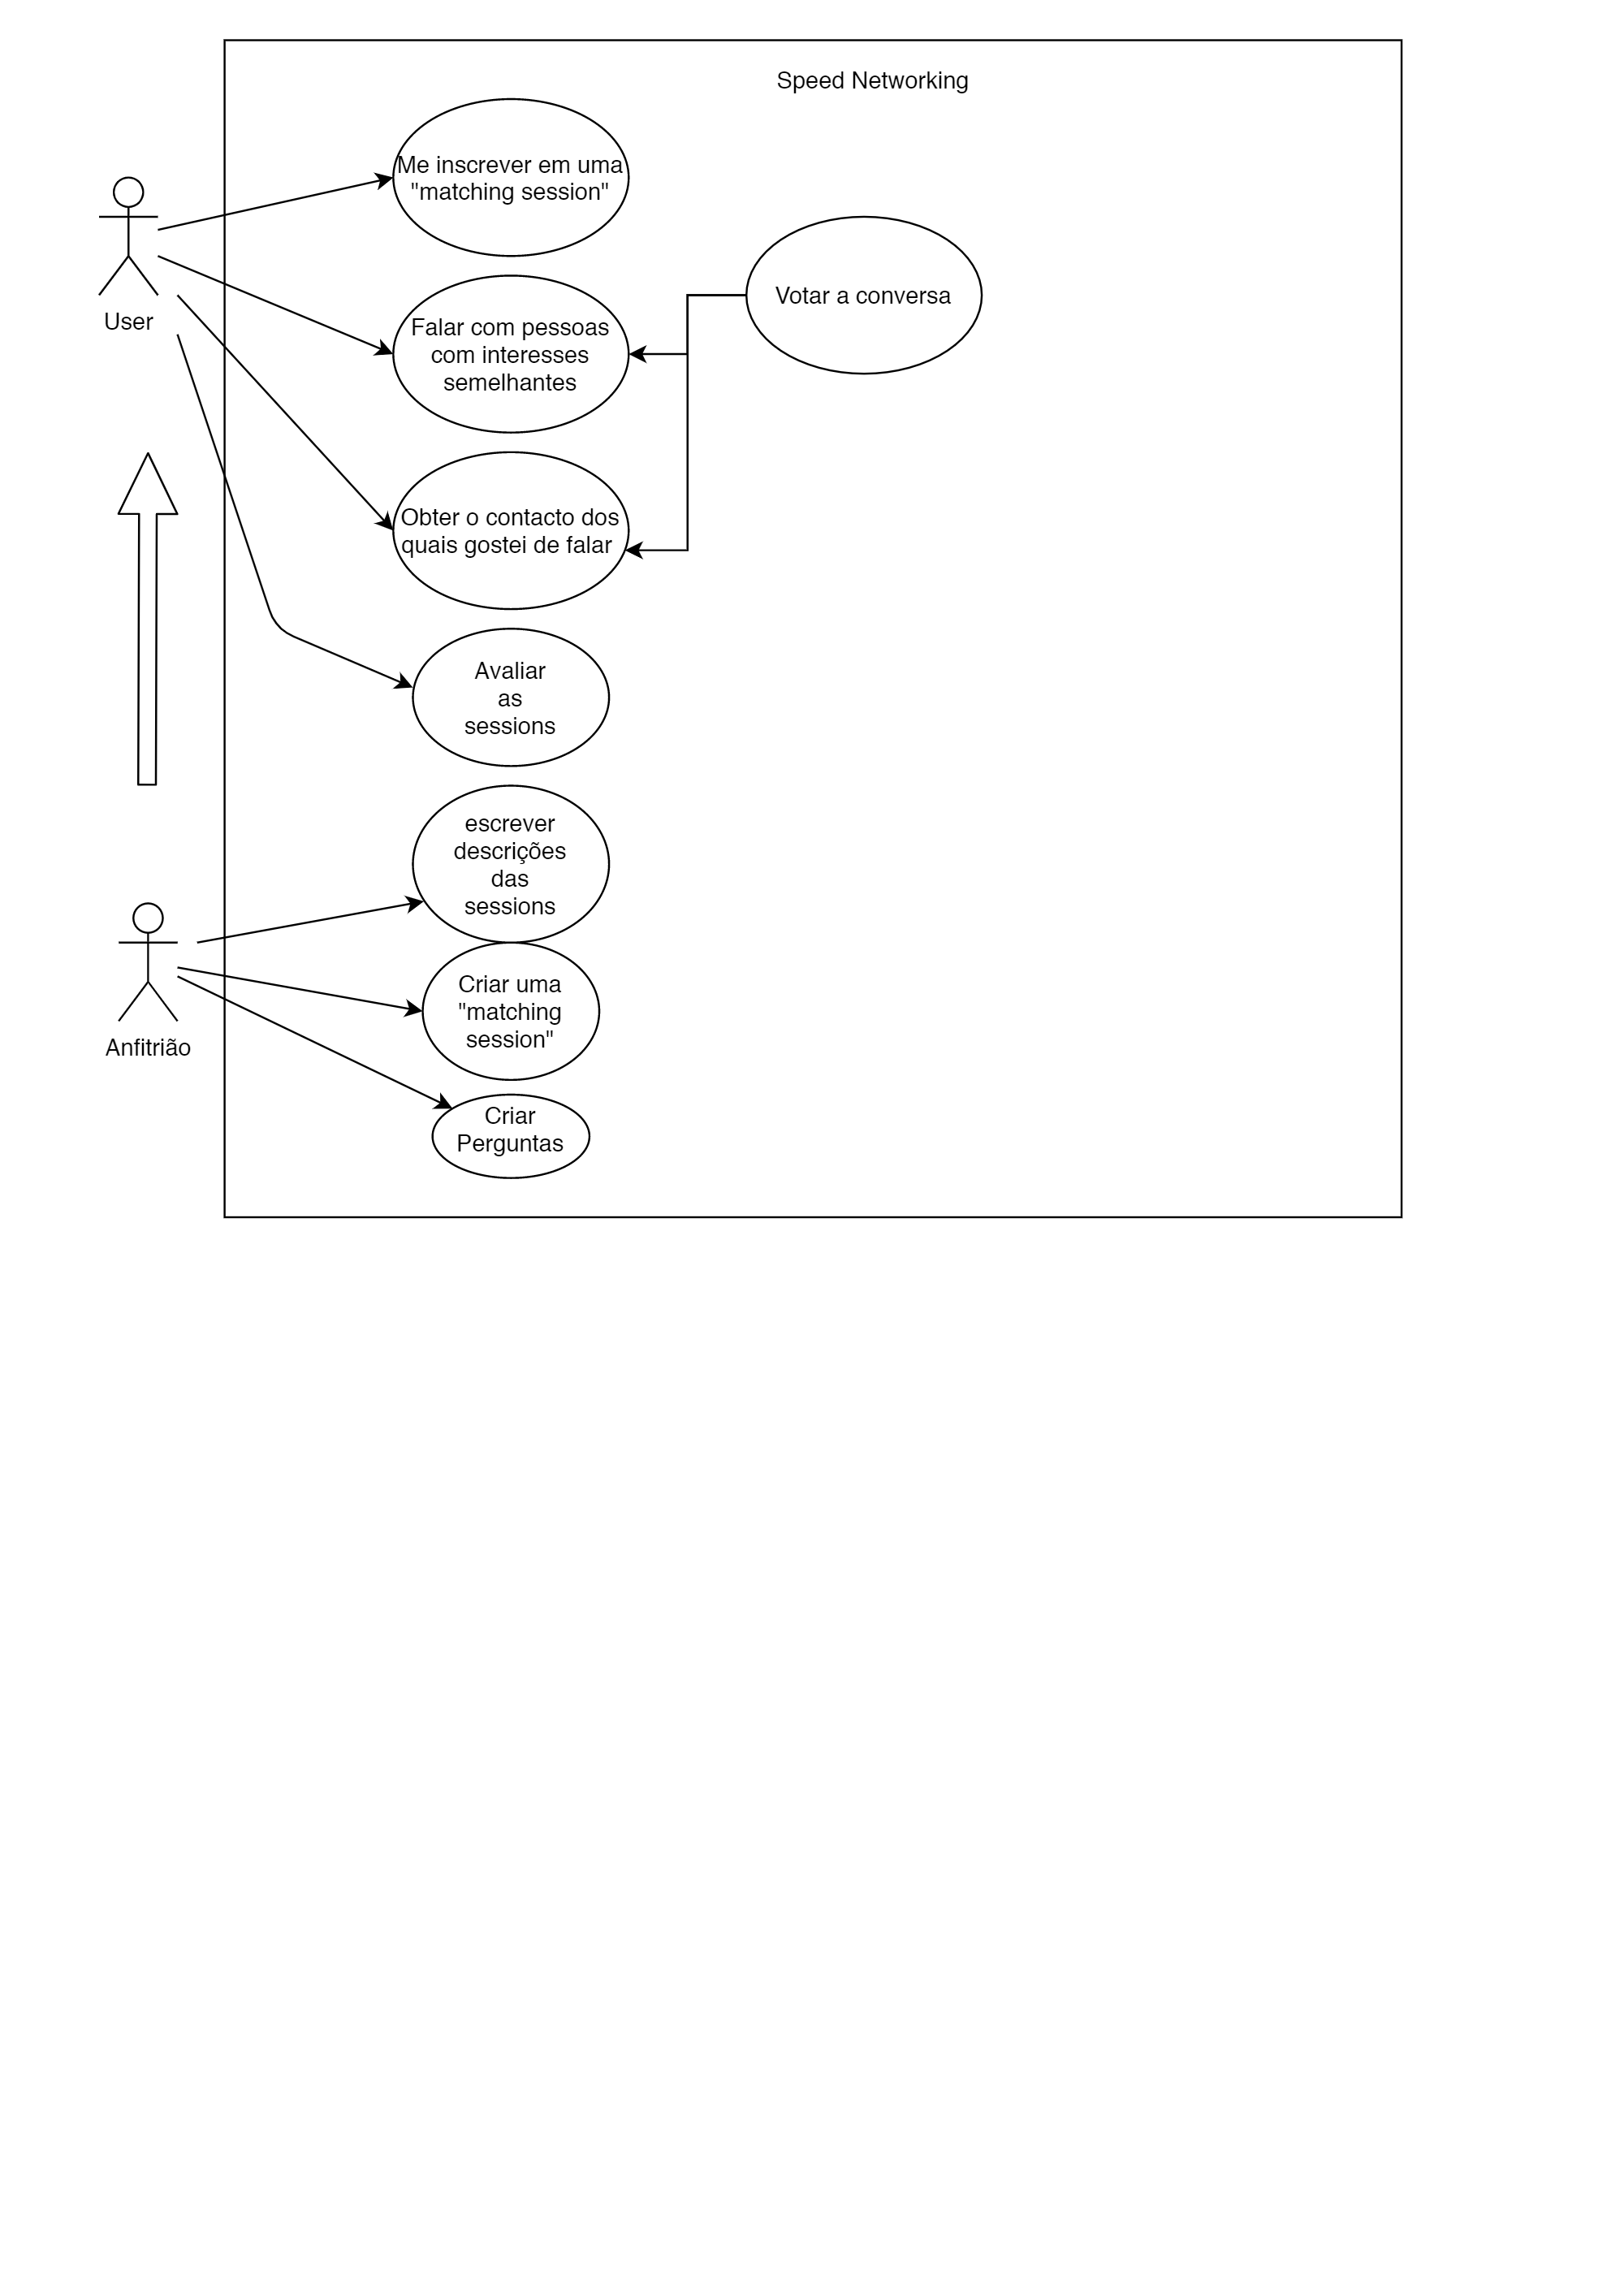 Speed Networking
Me inscrever em uma
"matching session"
User
Falar com pessoas
com interesses
semelhantes
Votar a conversa
Obter o contacto dos
quais gostei de falar
Avaliar
as
sessions
escrever
descrições
das
sessions
Anfitrião
Criar uma
"matching
session"
Criar
Perguntas